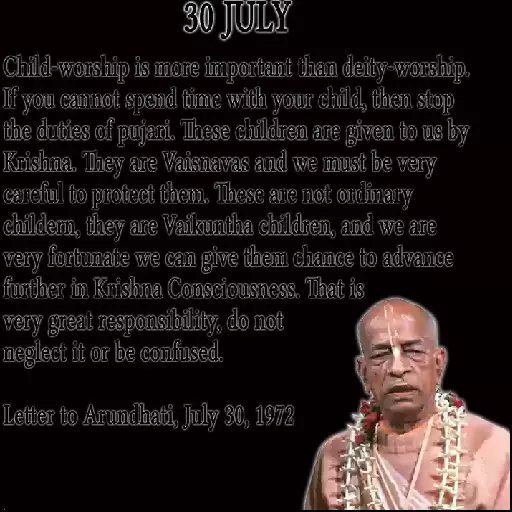 30 JULY
Child-worship is more important than deity-worship.
If you cannot spend time with your child, then stop
the duties of pujari. These children are given to us by
Krishna. They are Vaisnavas and we must be very
careful to protect them. These are not ordinary
childern, they are Vaikuntha children, and we are
very fortunate we can give them chance to advance
further in Krishna Consciousness. That is
very great responsibility, do not
neglect it or be confused.
Letter to Arundhati, July 30, 1972